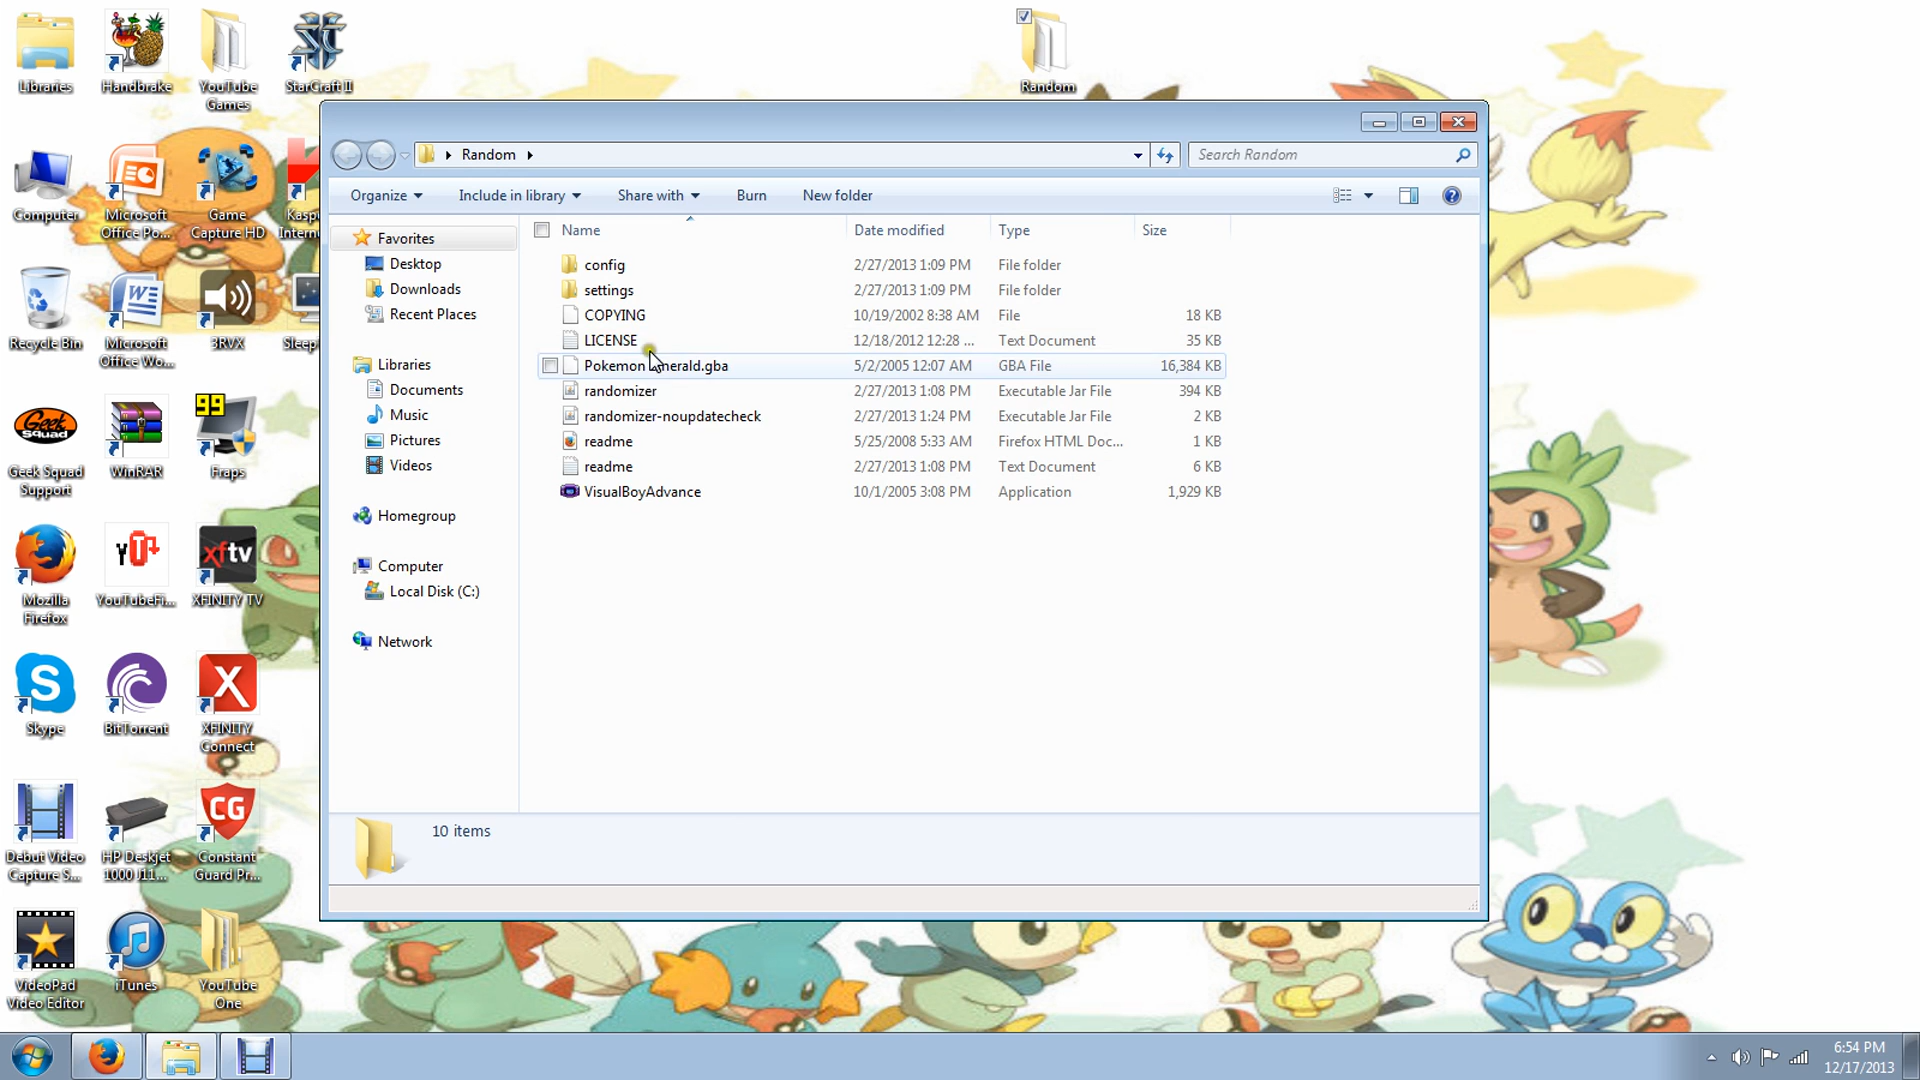 Libraries
Handbrake
YouTube Games
StarCraft II
Random
Computer
Microsoft Office Po...
Game Capture HD
Kasp
Intern
Recycle Bin
Microsoft Office Wo...
3RVX
Sleep
Geek Squad
Geek Squad Support
WinRAR
99
Fraps
Mozilla Firefox
YouTubeFi...
xftv
XFINITY TV
Skype
BitTorrent
XFINITY Connect
Debut Video Capture S...
HP Deskjet 1000 J11...
CG
Constant Guard Pr...
VideoPad Video Editor
iTunes
YouTube One
Random
Search Random
Organize Include in library Share with Burn New folder
Name Date modified Type Size
Favorites
Desktop
Downloads
Recent Places
Libraries
Documents
Music
Pictures
Videos
Homegroup
Computer
Local Disk (C:)
Network
config 2/27/2013 1:09 PM File folder
settings 2/27/2013 1:09 PM File folder
COPYING 10/19/2002 8:38 AM File 18 KB
LICENSE 12/18/2012 12:28 ... Text Document 35 KB
Pokemon merald.gba 5/2/2005 12:07 AM GBA File 16,384 KB
randomizer 2/27/2013 1:08 PM Executable Jar File 394 KB
randomizer-noupdatecheck 2/27/2013 1:24 PM Executable Jar File 2 KB
readme 5/25/2008 5:33 AM Firefox HTML Doc... 1 KB
readme 2/27/2013 1:08 PM Text Document 6 KB
VisualBoyAdvance 10/1/2005 3:08 PM Application 1,929 KB
10 items
6:54 PM
12/17/2013